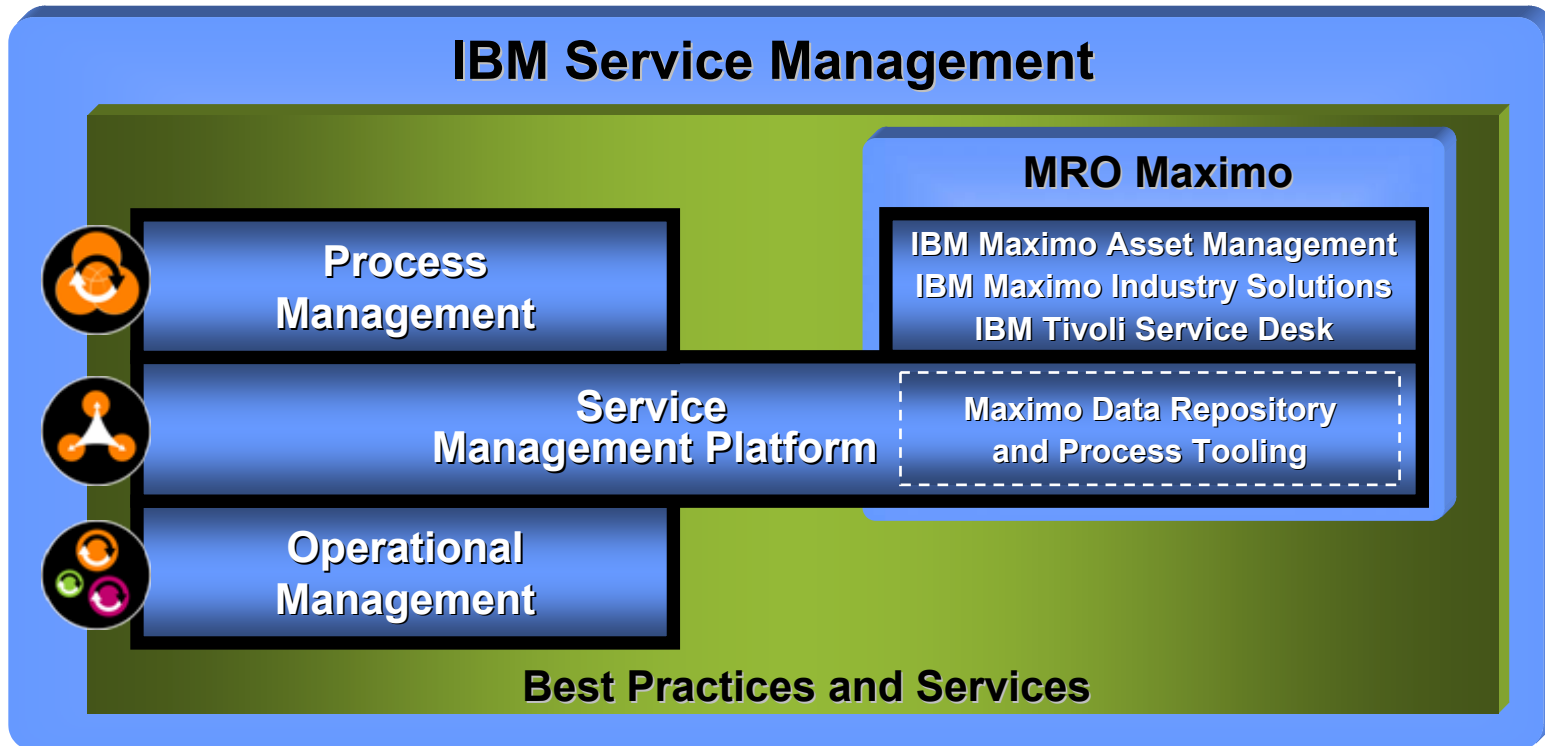 IBM Service Management
MRO Maximo
Process
Management
IBM Maximo Asset Management
IBM Maximo Industry Solutions
IBM Tivoli Service Desk
Service
Management Platform
Maximo Data Repository
and Process Tooling
Operational
Management
Best Practices and Services